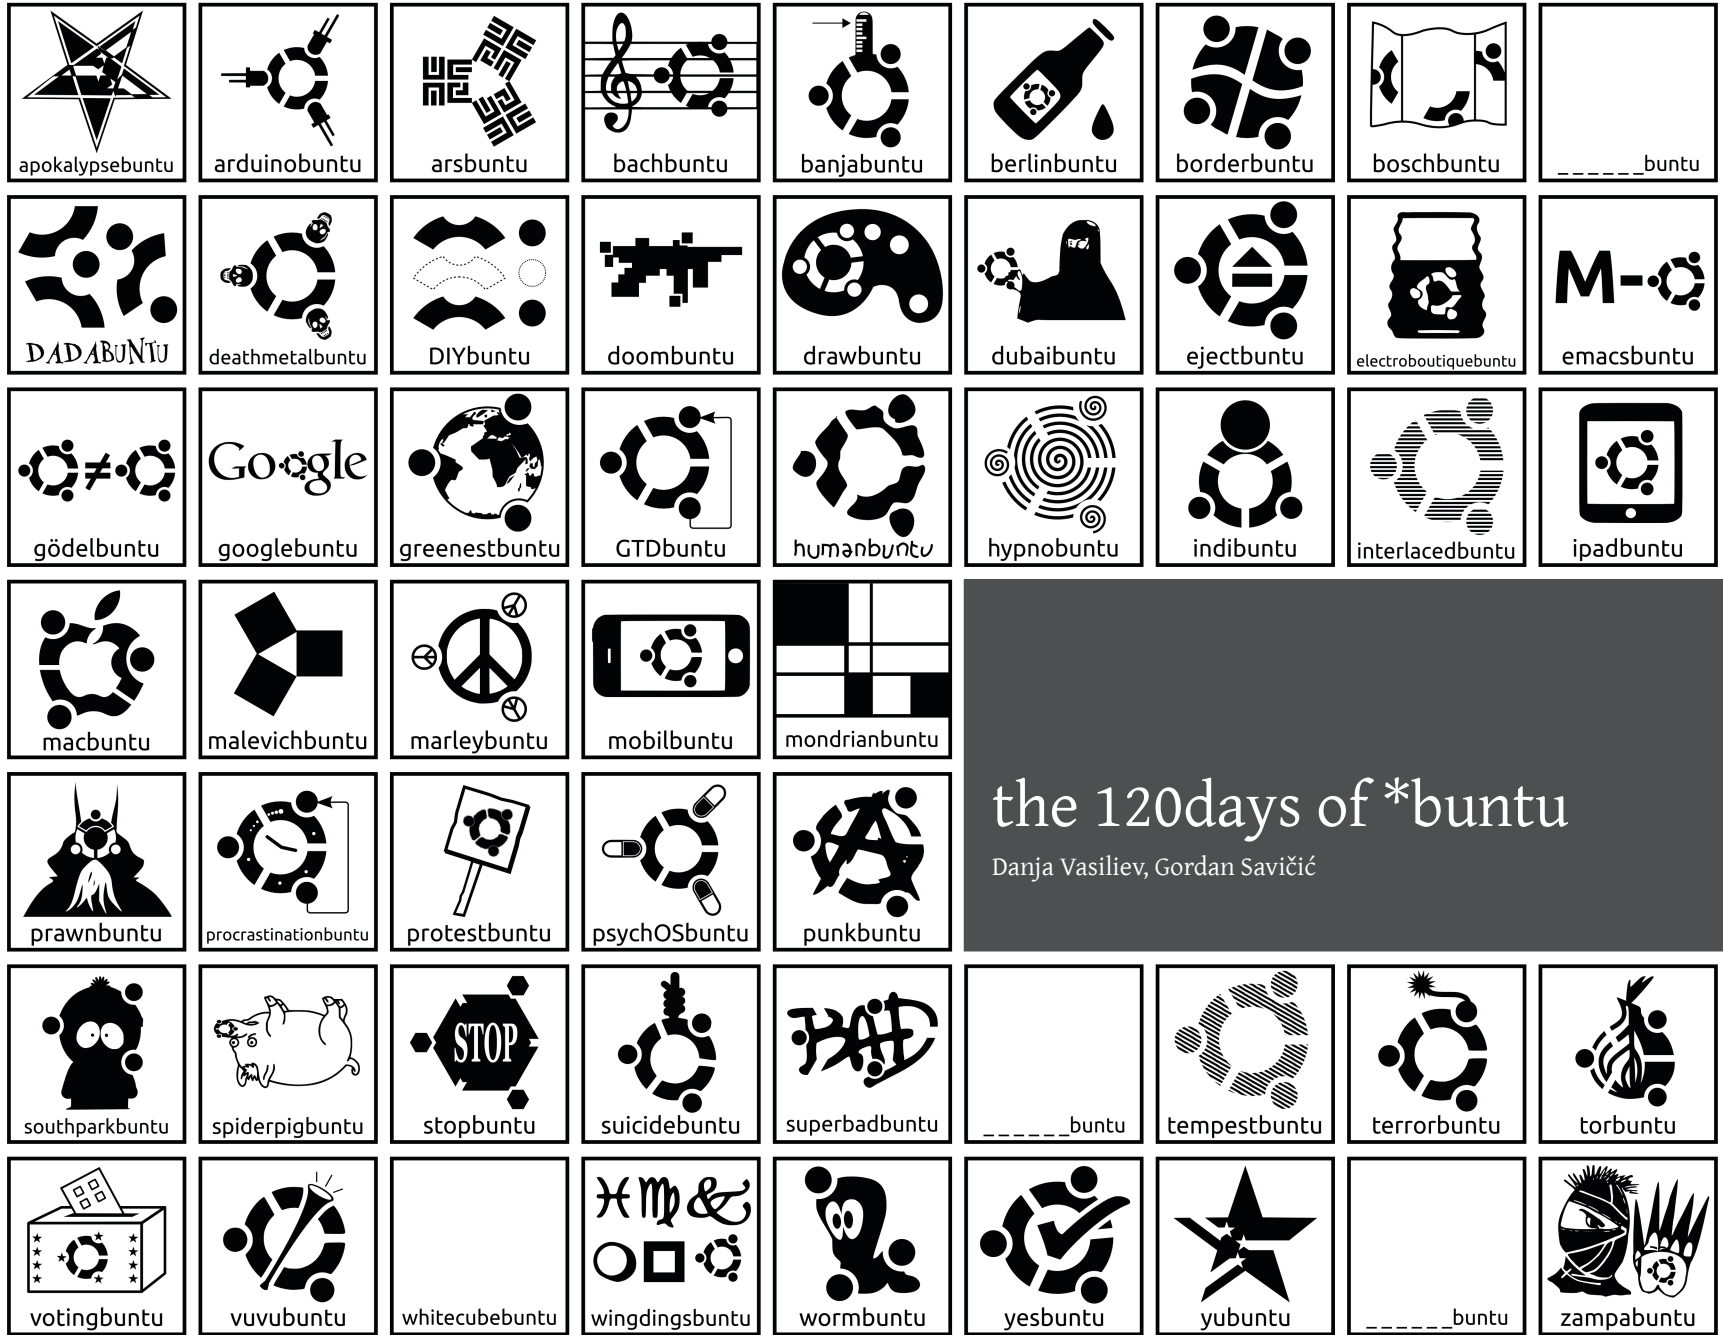 apokalypsebuntu
arduinobuntu
arsbuntu
bachbuntu
banjabuntu
berlinbuntu
borderbuntu
boschbuntu
______buntu
DADABUNTU
deathmetalbuntu
DIYbuntu
doombuntu
drawbuntu
dubaibuntu
ejectbuntu
electroboutiquebuntu
M-
emacsbuntu
≠
gödelbuntu
Google
googlebuntu
greenestbuntu
GTDbuntu
humanbuntu
hypnobuntu
indibuntu
interlacedbuntu
ipadbuntu
macbuntu
malevichbuntu
marleybuntu
mobilbuntu
mondrianbuntu
the 120days of *buntu
Danja Vasiliev, Gordan Savičić
prawnbuntu
procrastinationbuntu
protestbuntu
psychOSbuntu
punkbuntu
southparkbuntu
spiderpigbuntu
STOP
stopbuntu
suicidebuntu
BAD
superbadbuntu
______buntu
tempestbuntu
terrorbuntu
torbuntu
votingbuntu
vuvubuntu
whitecubebuntu
♓♍&
wingdingsbuntu
wormbuntu
yesbuntu
yubuntu
______buntu
zampabuntu